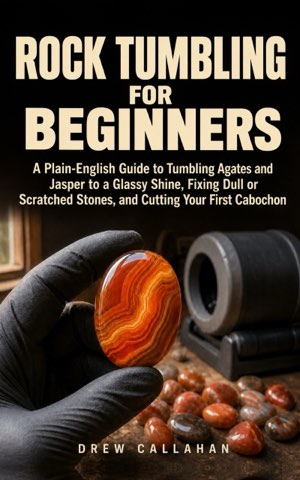 ROCK TUMBLING
FOR
BEGINNERS
A Plain-English Guide to Tumbling Agates and
Jasper to a Glassy Shine, Fixing Dull or
Scratched Stones, and Cutting Your First Cabochon
DREW CALLAHAN